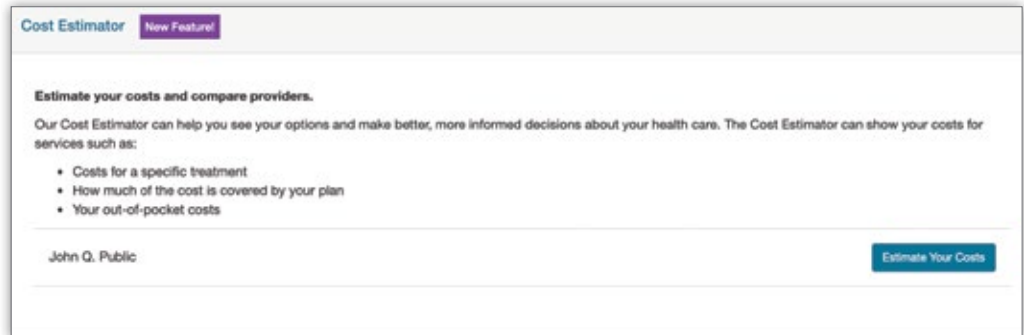 Cost Estimator New Feature!
Estimate your costs and compare providers.
Our Cost Estimator can help you see your options and make better, more informed decisions about your health care. The Cost Estimator can show your costs for
services such as:
• Costs for a specific treatment
• How much of the cost is covered by your plan
• Your out-of-pocket costs
John Q. Public Estimate Your Costs